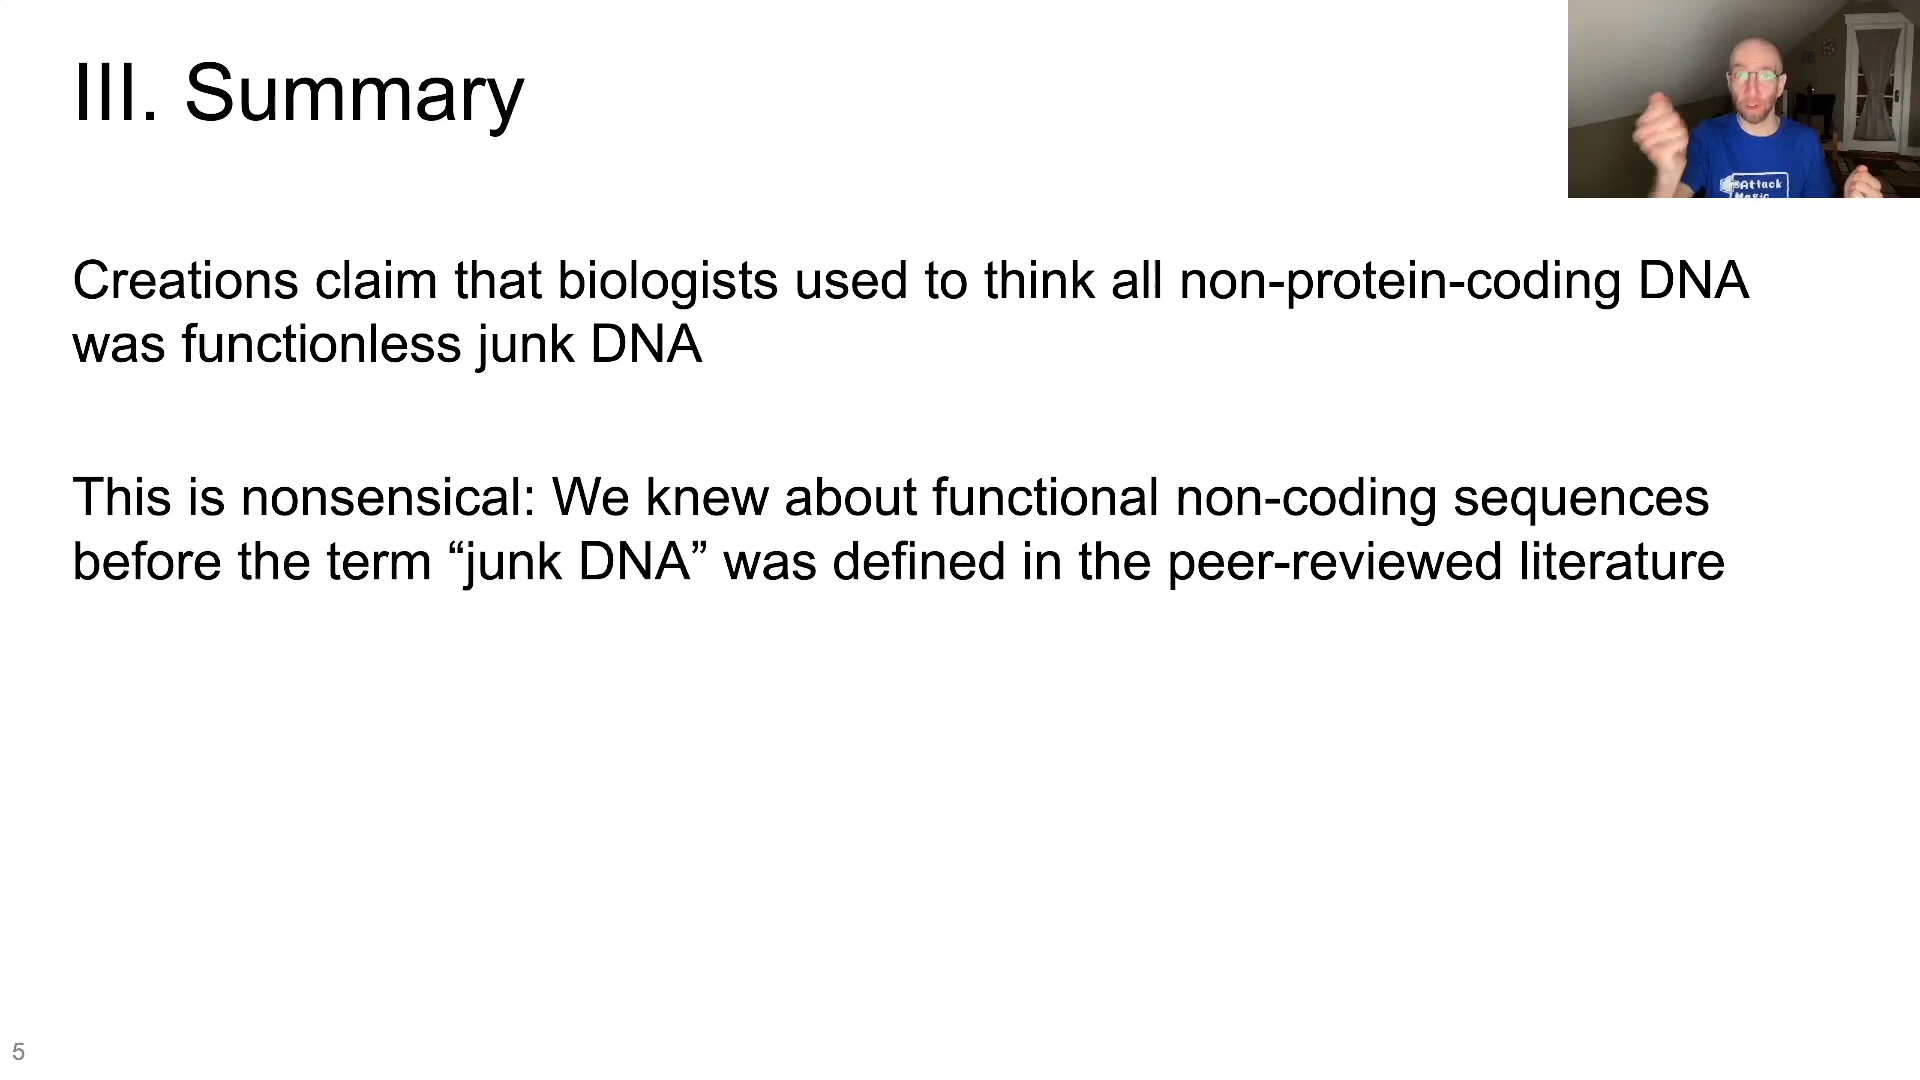 III. Summary
Attack
Magic
Creations claim that biologists used to think all non-protein-coding DNA
was functionless junk DNA
This is nonsensical: We knew about functional non-coding sequences
before the term “junk DNA” was defined in the peer-reviewed literature
5